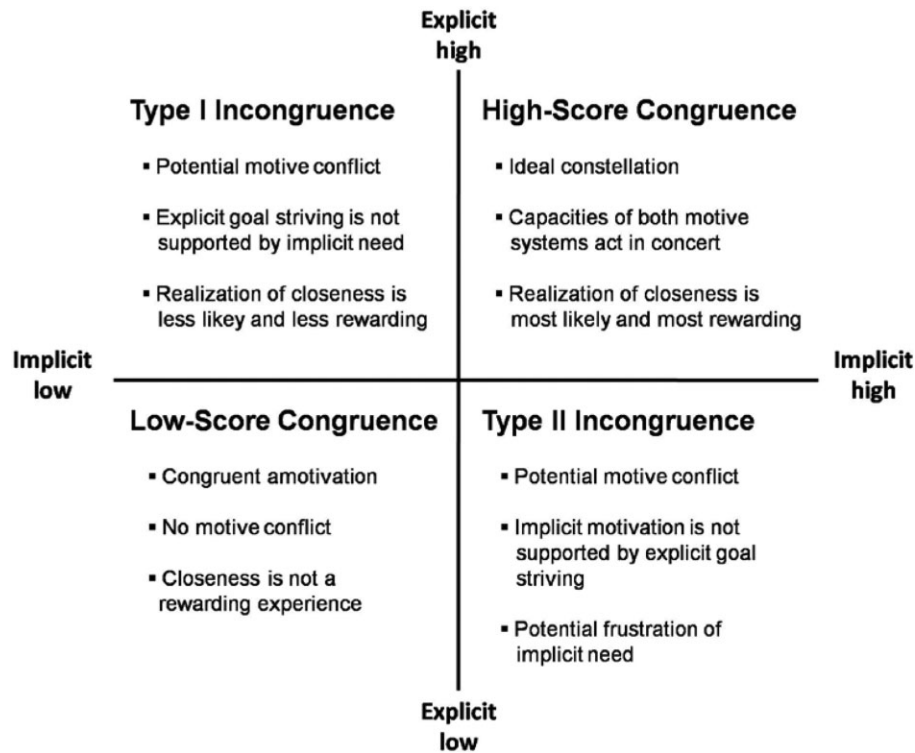 Explicit
high
Type I Incongruence
▪ Potential motive conflict
▪ Explicit goal striving is not
supported by implicit need
▪ Realization of closeness is
less likey and less rewarding
High-Score Congruence
▪ Ideal constellation
▪ Capacities of both motive
systems act in concert
▪ Realization of closeness is
most likely and most rewarding
Implicit
low
Implicit
high
Low-Score Congruence
▪ Congruent amotivation
▪ No motive conflict
▪ Closeness is not a
rewarding experience
Type II Incongruence
▪ Potential motive conflict
▪ Implicit motivation is not
supported by explicit goal
striving
▪ Potential frustration of
implicit need
Explicit
low